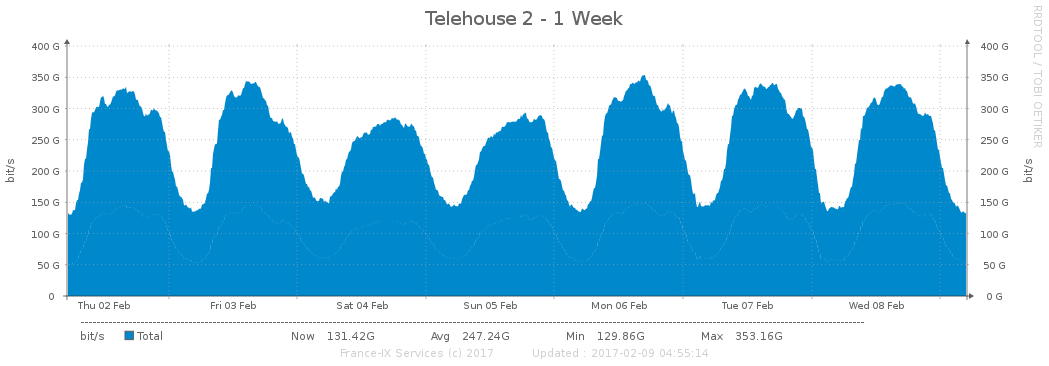 Telehouse 2 - 1 Week
RRDTOOL / TOBI OETIKER
400 G 400 G
350 G 350 G
300 G 300 G
250 G 250 G
200 G 200 G
150 G 150 G
100 G 100 G
50 G 50 G
0 0 G
bit/s
bit/s
Thu 02 Feb Fri 03 Feb Sat 04 Feb Sun 05 Feb Mon 06 Feb Tue 07 Feb Wed 08 Feb
bit/s Total Now 131.42G Avg 247.24G Min 129.86G Max 353.16G
France-IX Services (c) 2017 Updated : 2017-02-09 04:55:14